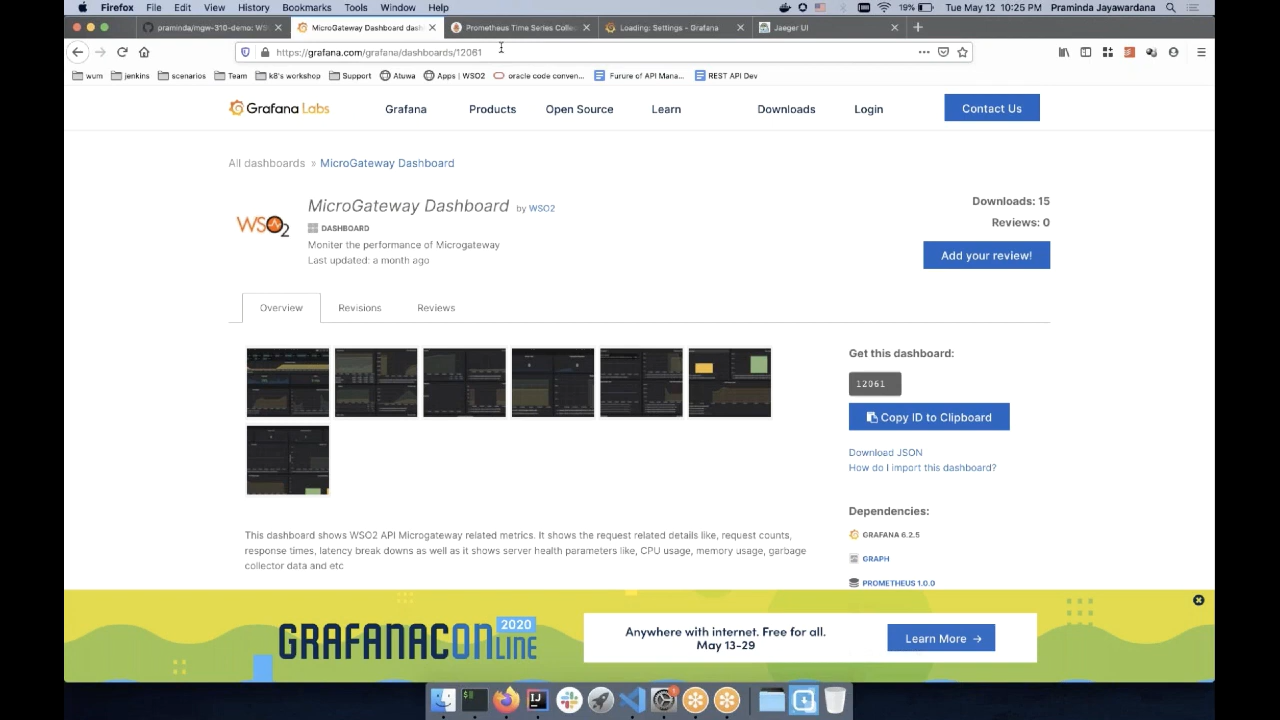 Firefox File Edit View History Bookmarks Tools Window Help 19% Tue May 12 10:25 PM Praminda Jayawardana
praminda/mgw-310-demo: WS
MicroGateway Dashboard dash
Prometheus Time Series Colle
Loading: Settings - Grafana
Jaeger UI
https://grafana.com/grafana/dashboards/12061
wum jenkins scenarios Team k8's workshop Support Atuwa Apps | WSO2 oracle code conven... Furure of API Mana... REST API Dev
Grafana Labs Grafana Products Open Source Learn Downloads Login Contact Us
All dashboards » MicroGateway Dashboard
WSO2
MicroGateway Dashboard by WSO2
DASHBOARD
Moniter the performance of Microgateway
Last updated: a month ago
Downloads: 15
Reviews: 0
Add your review!
Overview Revisions Reviews
Get this dashboard:
12061
Copy ID to Clipboard
Download JSON
How do I import this dashboard?
Dependencies:
GRAFANA 6.2.5
GRAPH
PROMETHEUS 1.0.0
This dashboard shows WSO2 API Microgateway related metrics. It shows the request related details like, request counts,
response times, latency break downs as well as it shows server health parameters like, CPU usage, memory usage, garbage
collector data and etc
GRAFANACONLINE 2020
Anywhere with internet. Free for all.
May 13-29
Learn More →